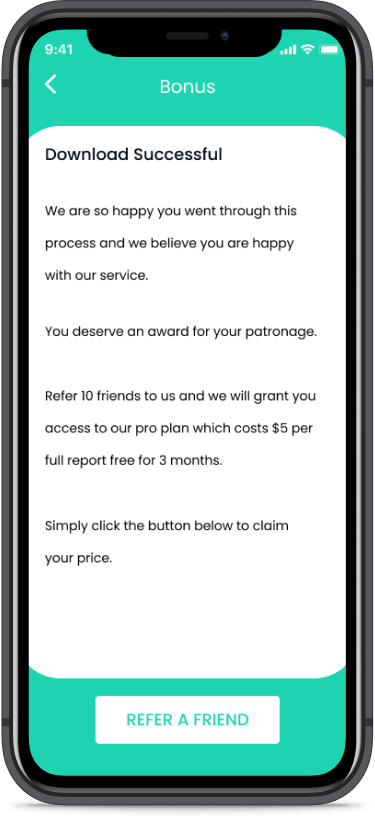 9:41
Bonus
Download Successful
We are so happy you went through this
process and we believe you are happy
with our service.
You deserve an award for your patronage.
Refer 10 friends to us and we will grant you
access to our pro plan which costs $5 per
full report free for 3 months.
Simply click the button below to claim
your price.
REFER A FRIEND